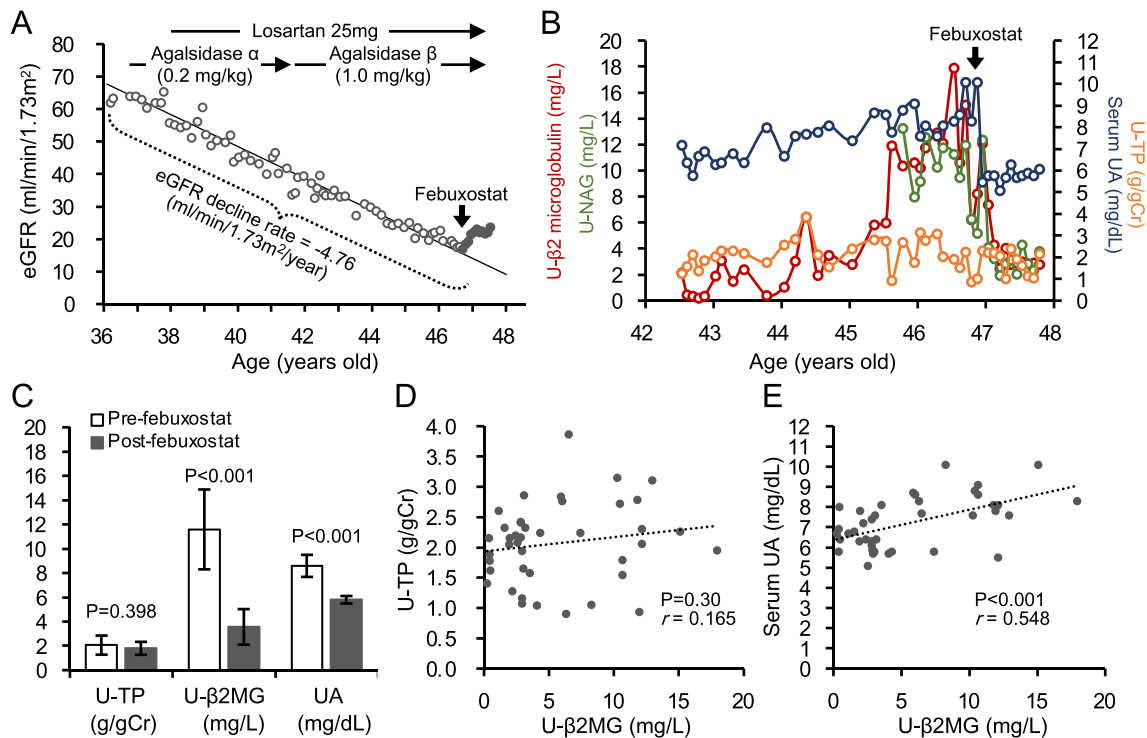 A
Losartan 25mg
Agalsidase α
(0.2 mg/kg)
Agalsidase β
(1.0 mg/kg)
eGFR (ml/min/1.73m²)
80
70
60
50
40
30
20
10
0
Febuxostat
eGFR decline rate = -4.76
(ml/min/1.73m²/year)
36 38 40 42 44 46 48
Age (years old)
B
Febuxostat
U-β2 microglobulin (mg/L)
U-NAG (mg/L)
20
18
16
14
12
10
8
6
4
2
0
12
11
10
9
8
7
6
5
4
3
2
1
0
Serum UA (mg/dL)
U-TP (g/gCr)
42 43 44 45 46 47 48
Age (years old)
C
Pre-febuxostat
Post-febuxostat
20
18
16
14
12
10
8
6
4
2
0
P=0.398
P<0.001
P<0.001
U-TP U-β2MG UA
(g/gCr) (mg/L) (mg/dL)
D
U-TP (g/gCr)
4.0
3.5
3.0
2.5
2.0
1.5
1.0
0.5
0.0
P=0.30
r = 0.165
0 5 10 15 20
U-β2MG (mg/L)
E
Serum UA (mg/dL)
12
11
10
9
8
7
6
5
4
3
2
1
0
P<0.001
r = 0.548
0 5 10 15 20
U-β2MG (mg/L)